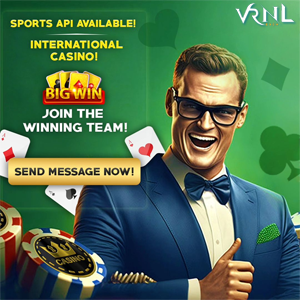 VRNL
SPORTS API AVAILABLE!
INTERNATIONAL
CASINO!
BIG WIN
JOIN THE
WINNING TEAM!
SEND MESSAGE NOW!
A
A
CASINO